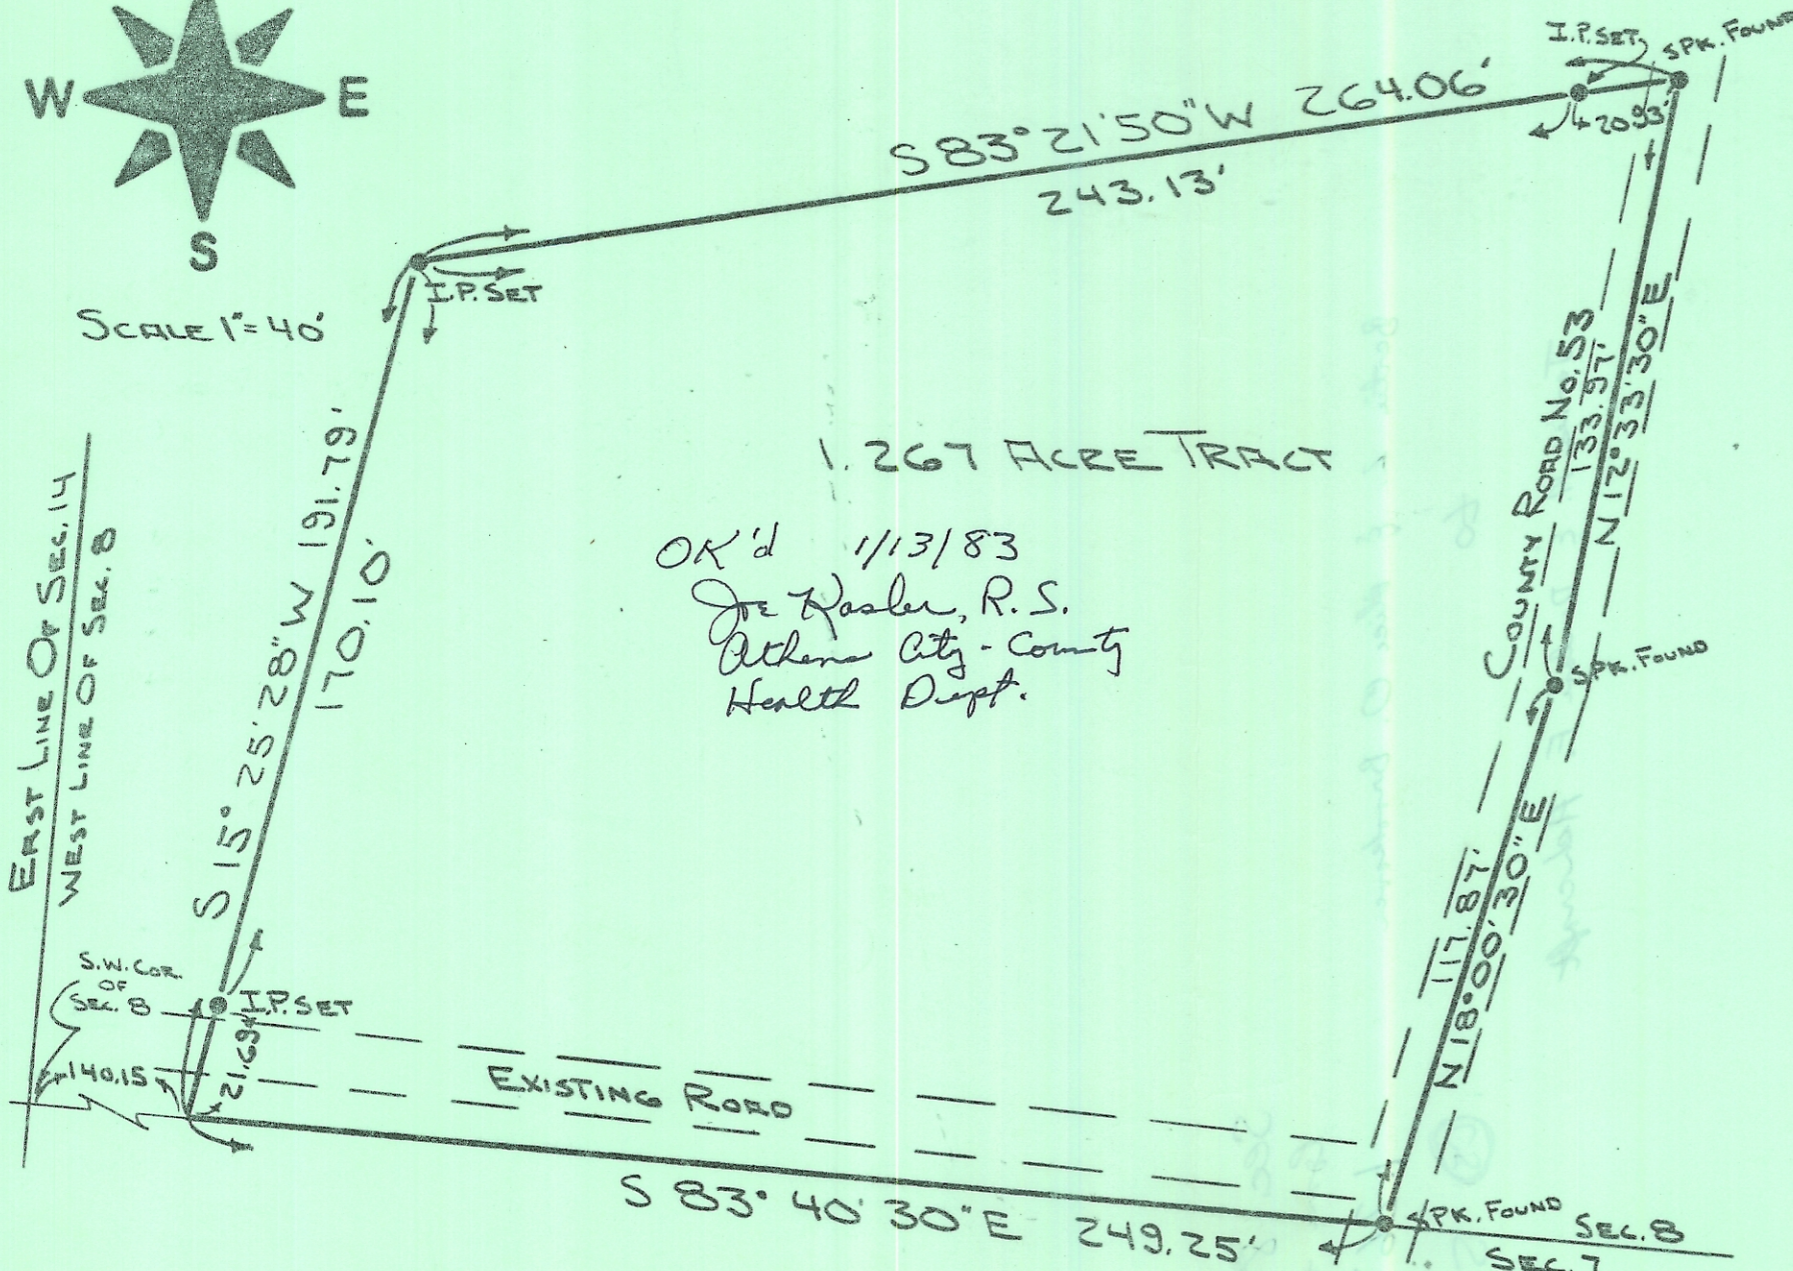 W E
S
SCALE 1"=40'
I.P. SET
SPK. FOUND
S 83° 21' 50" W 264.06'
243.13'
20.93'
I.P. SET
1.267 ACRE TRACT
OK'd 1/13/83
Joe Kasler, R.S.
Athens City-County
Health Dept.
S 15° 25' 28" W 191.79'
170.10'
EAST LINE OF SEC. 14
WEST LINE OF SEC. 8
COUNTY ROAD No. 53
133.97'
N 12° 33' 30" E
SPK. FOUND
117.87'
N 18° 00' 30" E
S.W. COR.
OF
SEC. 8
I.P. SET
21.69'
140.15
EXISTING ROAD
S 83° 40' 30" E 249.25'
SPK. FOUND
SEC. 8
SEC. 7